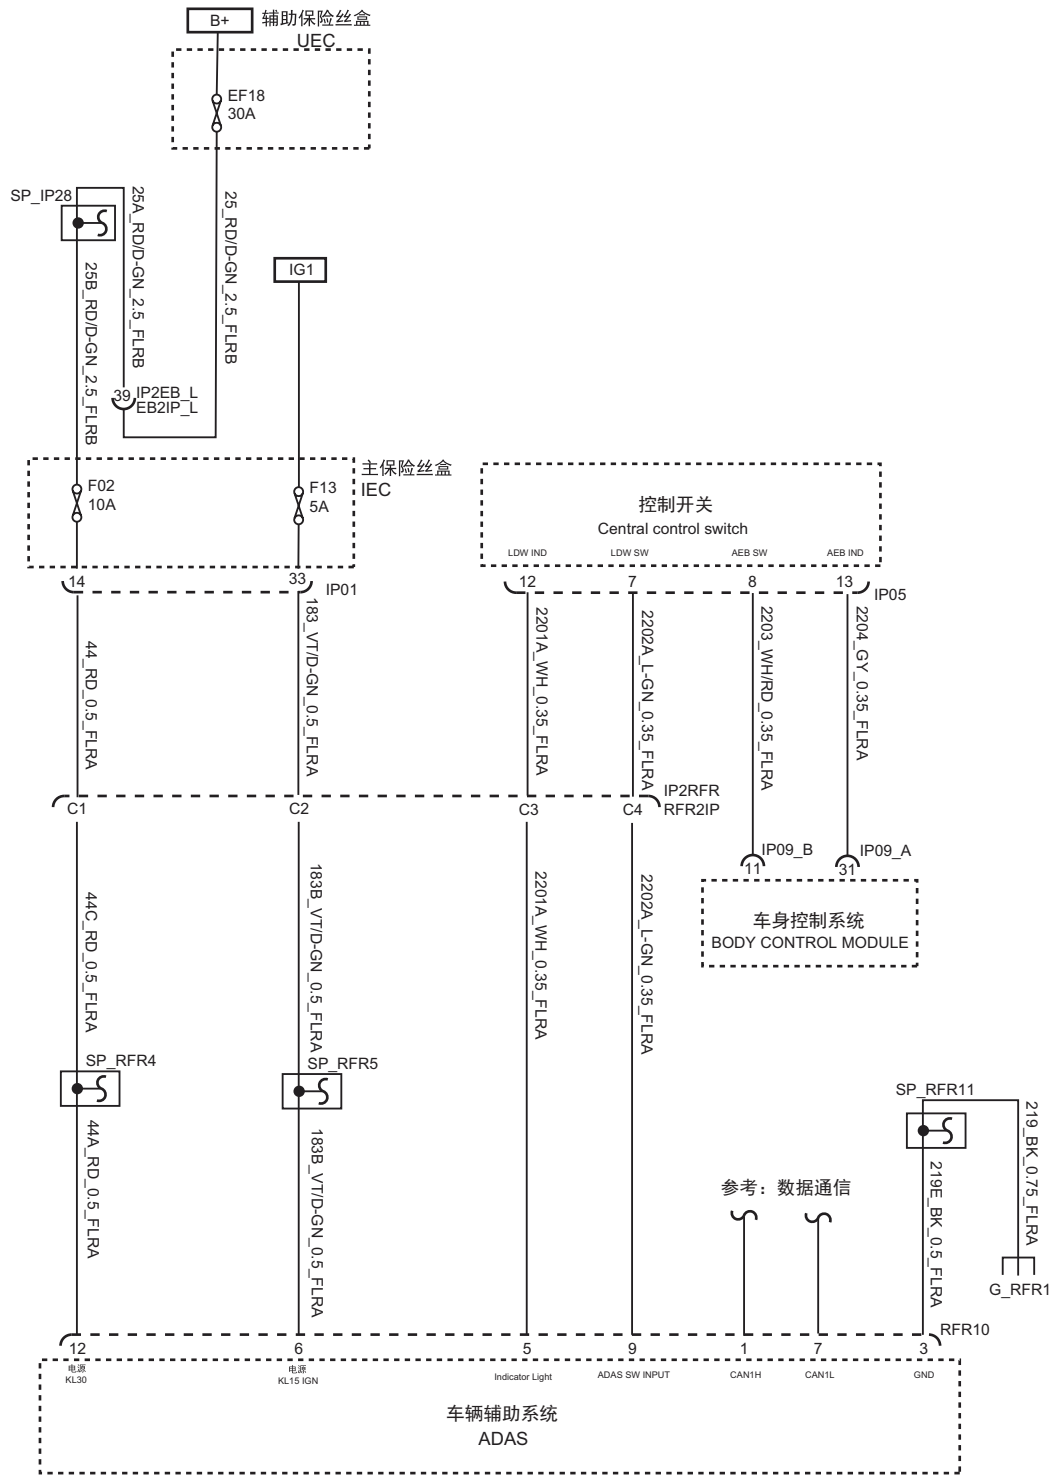 B+
辅助保险丝盒
UEC
EF18
30A
SP_IP28
25A_RD/D-GN_2.5_FLRB
25_RD/D-GN_2.5_FLRB
25B_RD/D-GN_2.5_FLRB
IG1
39
IP2EB_L
EB2IP_L
主保险丝盒
IEC
F02
10A
F13
5A
控制开关
Central control switch
LDW IND
LDW SW
AEB SW
AEB IND
14
33
IP01
12
7
8
13
IP05
44_RD_0.5_FLRA
183_VT/D-GN_0.5_FLRA
2201A_WH_0.35_FLRA
2202A_L-GN_0.35_FLRA
2203_WH/RD_0.35_FLRA
2204_GY_0.35_FLRA
C1
C2
C3
C4
IP2RFR
RFR2IP
11
IP09_B
31
IP09_A
车身控制系统
BODY CONTROL MODULE
44C_RD_0.5_FLRA
183B_VT/D-GN_0.5_FLRA
2201A_WH_0.35_FLRA
2202A_L-GN_0.35_FLRA
SP_RFR4
SP_RFR5
SP_RFR11
44A_RD_0.5_FLRA
183B_VT/D-GN_0.5_FLRA
219E_BK_0.5_FLRA
219_BK_0.75_FLRA
参考：数据通信
G_RFR1
RFR10
12
6
5
9
1
7
3
电源
KL30
电源
KL15 IGN
Indicator Light
ADAS SW INPUT
CAN1H
CAN1L
GND
车辆辅助系统
ADAS